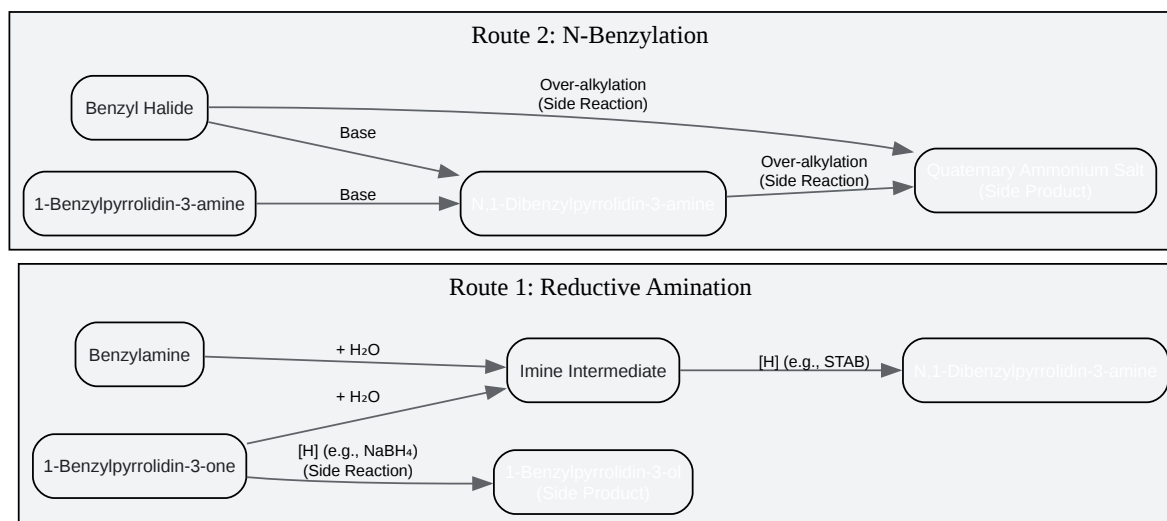 Route 2: N-Benzylation
Over-alkylation
(Side Reaction)
Benzyl Halide
Base
Over-alkylation
(Side Reaction)
Quaternary Ammonium Salt
(Side Product)
1-Benzylpyrrolidin-3-amine
Base
N,1-Dibenzylpyrrolidin-3-amine
Route 1: Reductive Amination
Benzylamine
+ H₂O
Imine Intermediate
[H] (e.g., STAB)
N,1-Dibenzylpyrrolidin-3-amine
+ H₂O
1-Benzylpyrrolidin-3-one
[H] (e.g., NaBH₄)
(Side Reaction)
1-Benzylpyrrolidin-3-ol
(Side Product)